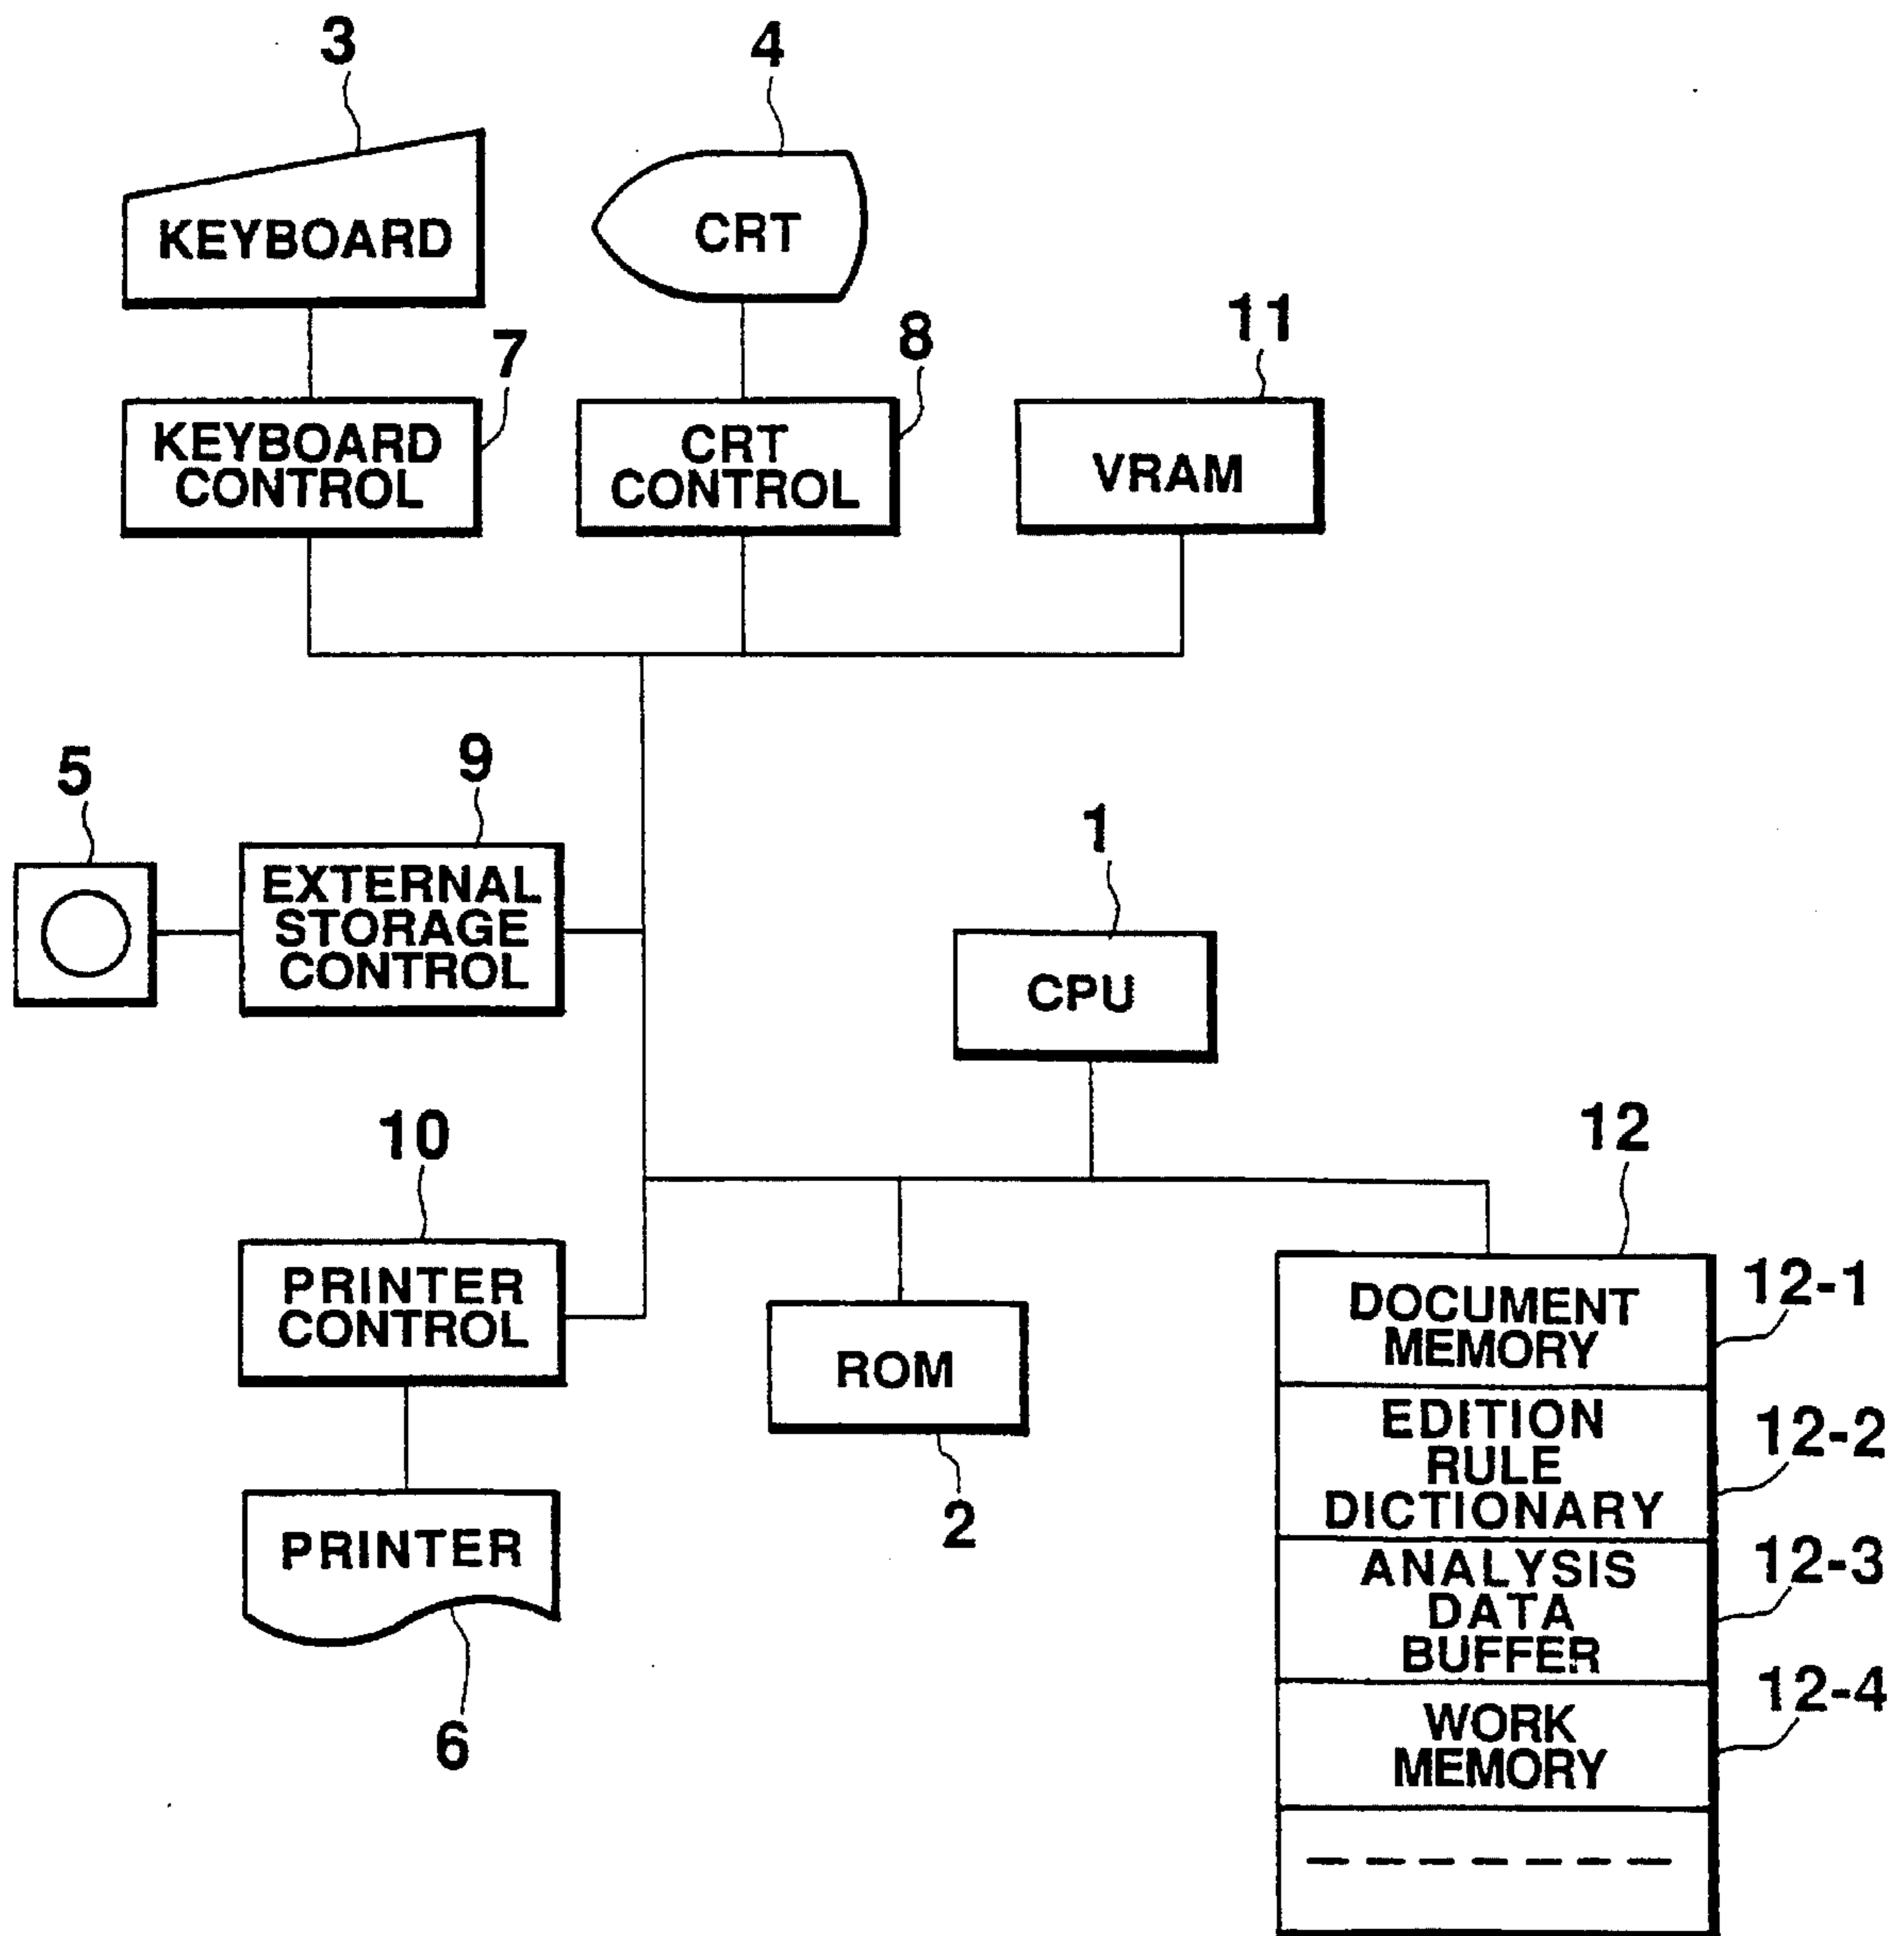 3
4
KEYBOARD
CRT
7
8
11
KEYBOARD
CONTROL
CRT
CONTROL
VRAM
5
9
1
EXTERNAL
STORAGE
CONTROL
CPU
10
12
PRINTER
CONTROL
ROM
2
PRINTER
6
DOCUMENT
MEMORY
12-1
EDITION
RULE
DICTIONARY
12-2
ANALYSIS
DATA
BUFFER
12-3
WORK
MEMORY
12-4